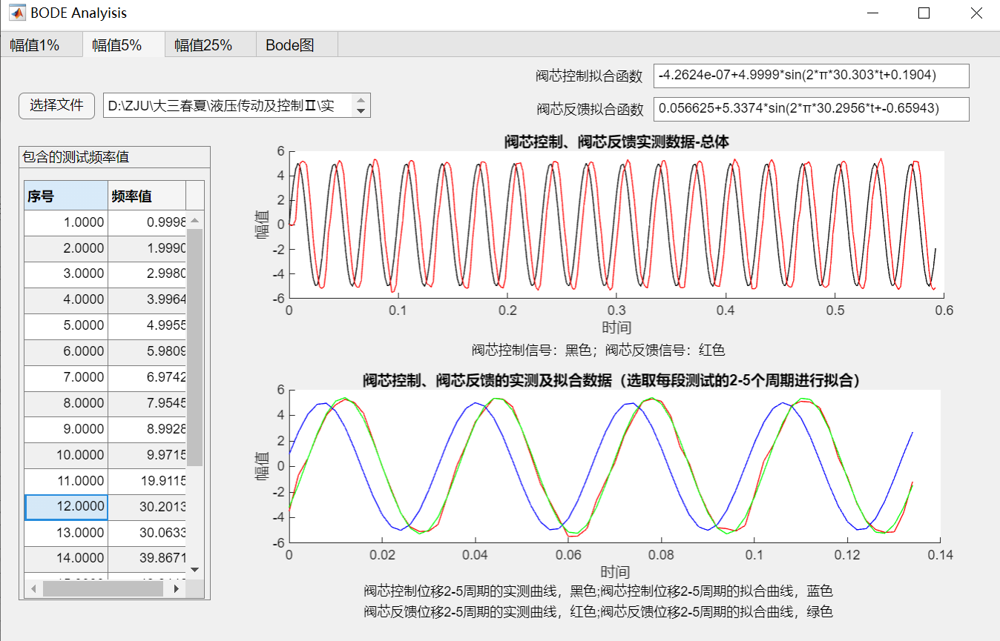 BODE Analyisis
幅值1% 幅值5% 幅值25% Bode图
阀芯控制拟合函数 -4.2624e-07+4.9999*sin(2*π*30.303*t+0.1904)
选择文件 D:\ZJU\大三春夏\液压传动及控制Ⅱ\实
阀芯反馈拟合函数 0.056625+5.3374*sin(2*π*30.2956*t+-0.65943)
包含的测试频率值
序号 频率值
1.0000 0.9998
2.0000 1.9990
3.0000 2.9980
4.0000 3.9964
5.0000 4.9955
6.0000 5.9809
7.0000 6.9742
8.0000 7.9545
9.0000 8.9928
10.0000 9.9715
11.0000 19.9115
12.0000 30.2013
13.0000 30.0633
14.0000 39.8671
阀芯控制、阀芯反馈实测数据-总体
幅值
6
4
2
0
-2
-4
-6
0 0.1 0.2 0.3 0.4 0.5 0.6
时间
阀芯控制信号：黑色；阀芯反馈信号：红色
阀芯控制、阀芯反馈的实测及拟合数据（选取每段测试的2-5个周期进行拟合）
幅值
6
4
2
0
-2
-4
-6
0 0.02 0.04 0.06 0.08 0.1 0.12 0.14
时间
阀芯控制位移2-5周期的实测曲线，黑色;阀芯控制位移2-5周期的拟合曲线，蓝色
阀芯反馈位移2-5周期的实测曲线，红色;阀芯反馈位移2-5周期的拟合曲线，绿色